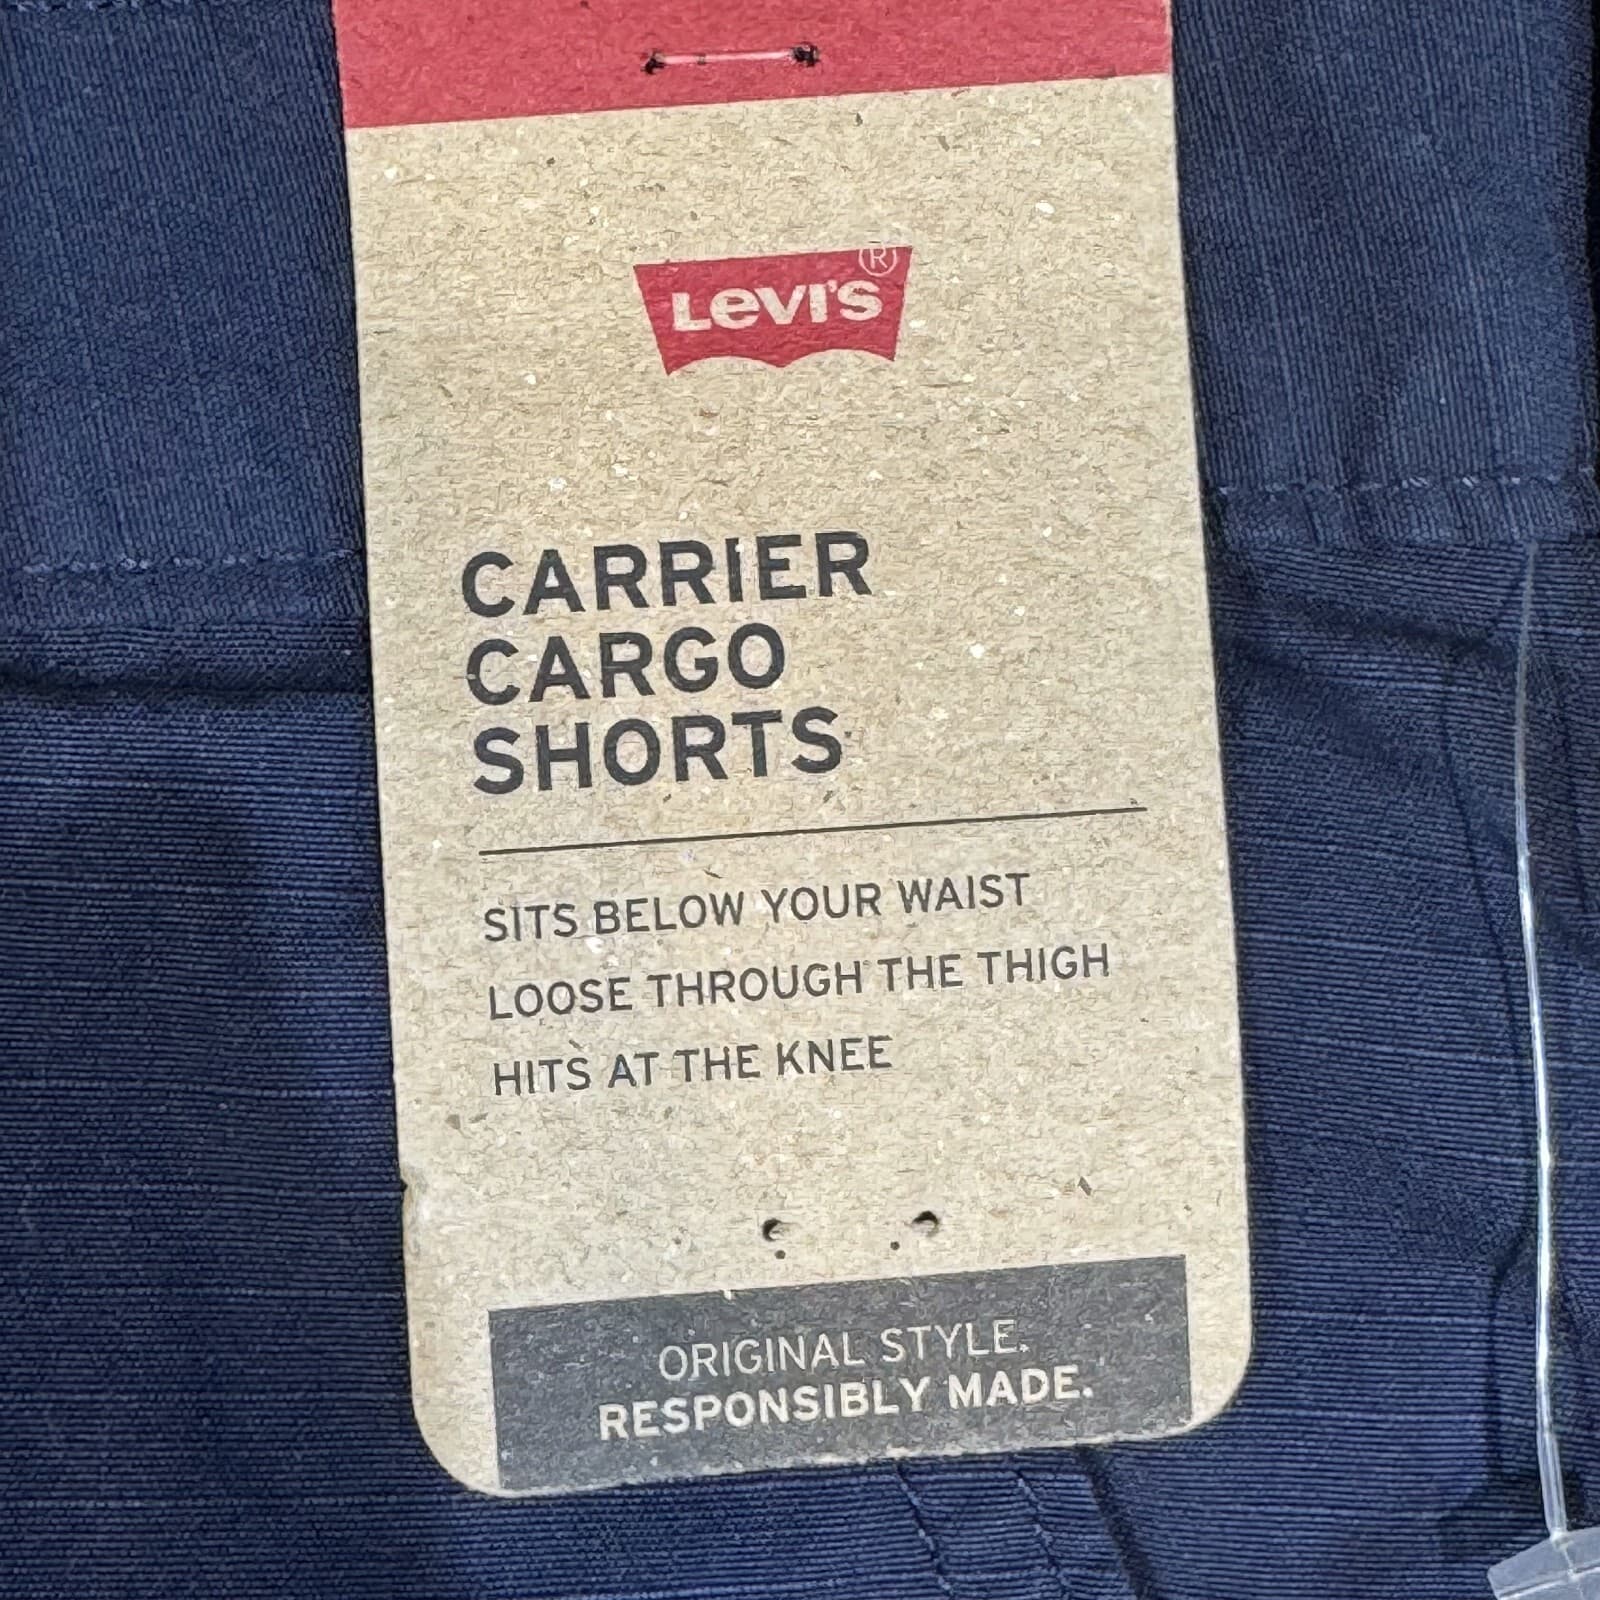 Levi's®
CARRIER
CARGO
SHORTS
SITS BELOW YOUR WAIST
LOOSE THROUGH THE THIGH
HITS AT THE KNEE
ORIGINAL STYLE.
RESPONSIBLY MADE.